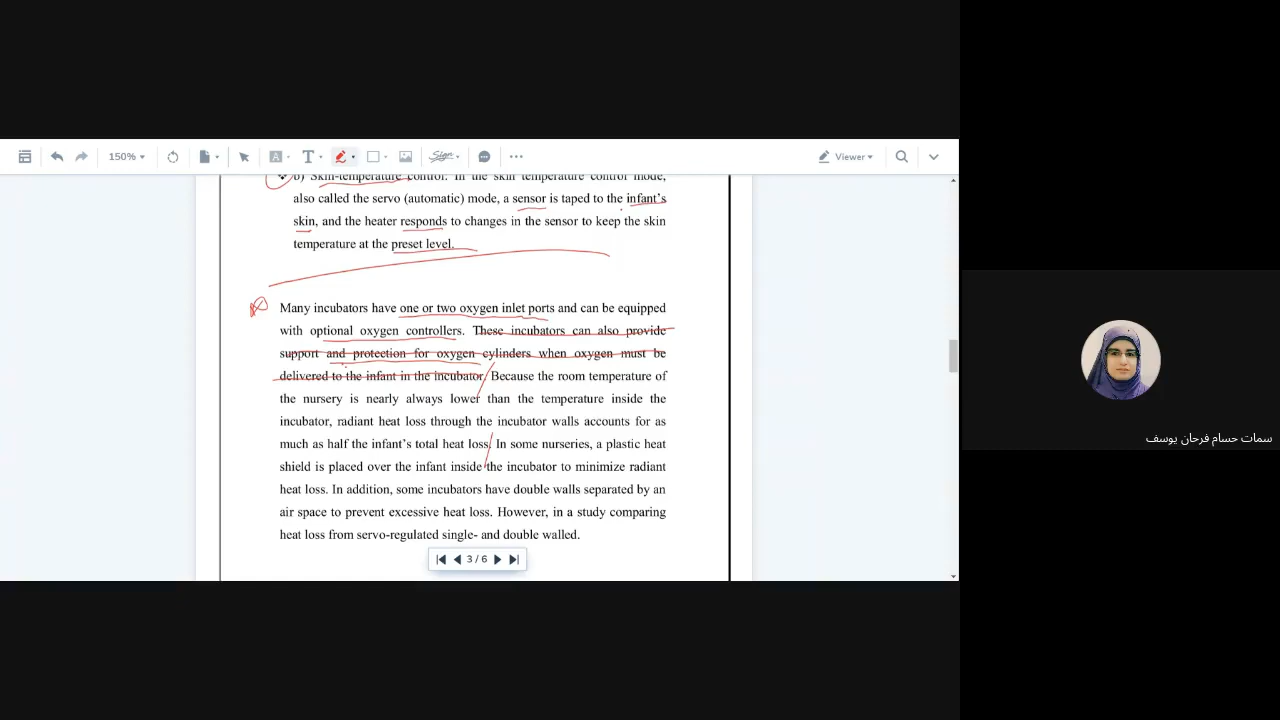 150%
T
Sign
Viewer
b) Skin-temperature control: In the skin temperature control mode,
also called the servo (automatic) mode, a sensor is taped to the infant's
skin, and the heater responds to changes in the sensor to keep the skin
temperature at the preset level.
Many incubators have one or two oxygen inlet ports and can be equipped
with optional oxygen controllers. These incubators can also provide
support and protection for oxygen cylinders when oxygen must be
delivered to the infant in the incubator. Because the room temperature of
the nursery is nearly always lower than the temperature inside the
incubator, radiant heat loss through the incubator walls accounts for as
much as half the infant's total heat loss. In some nurseries, a plastic heat
shield is placed over the infant inside the incubator to minimize radiant
heat loss. In addition, some incubators have double walls separated by an
air space to prevent excessive heat loss. However, in a study comparing
heat loss from servo-regulated single- and double walled.
3 / 6
سمات حسام فرحان يوسف